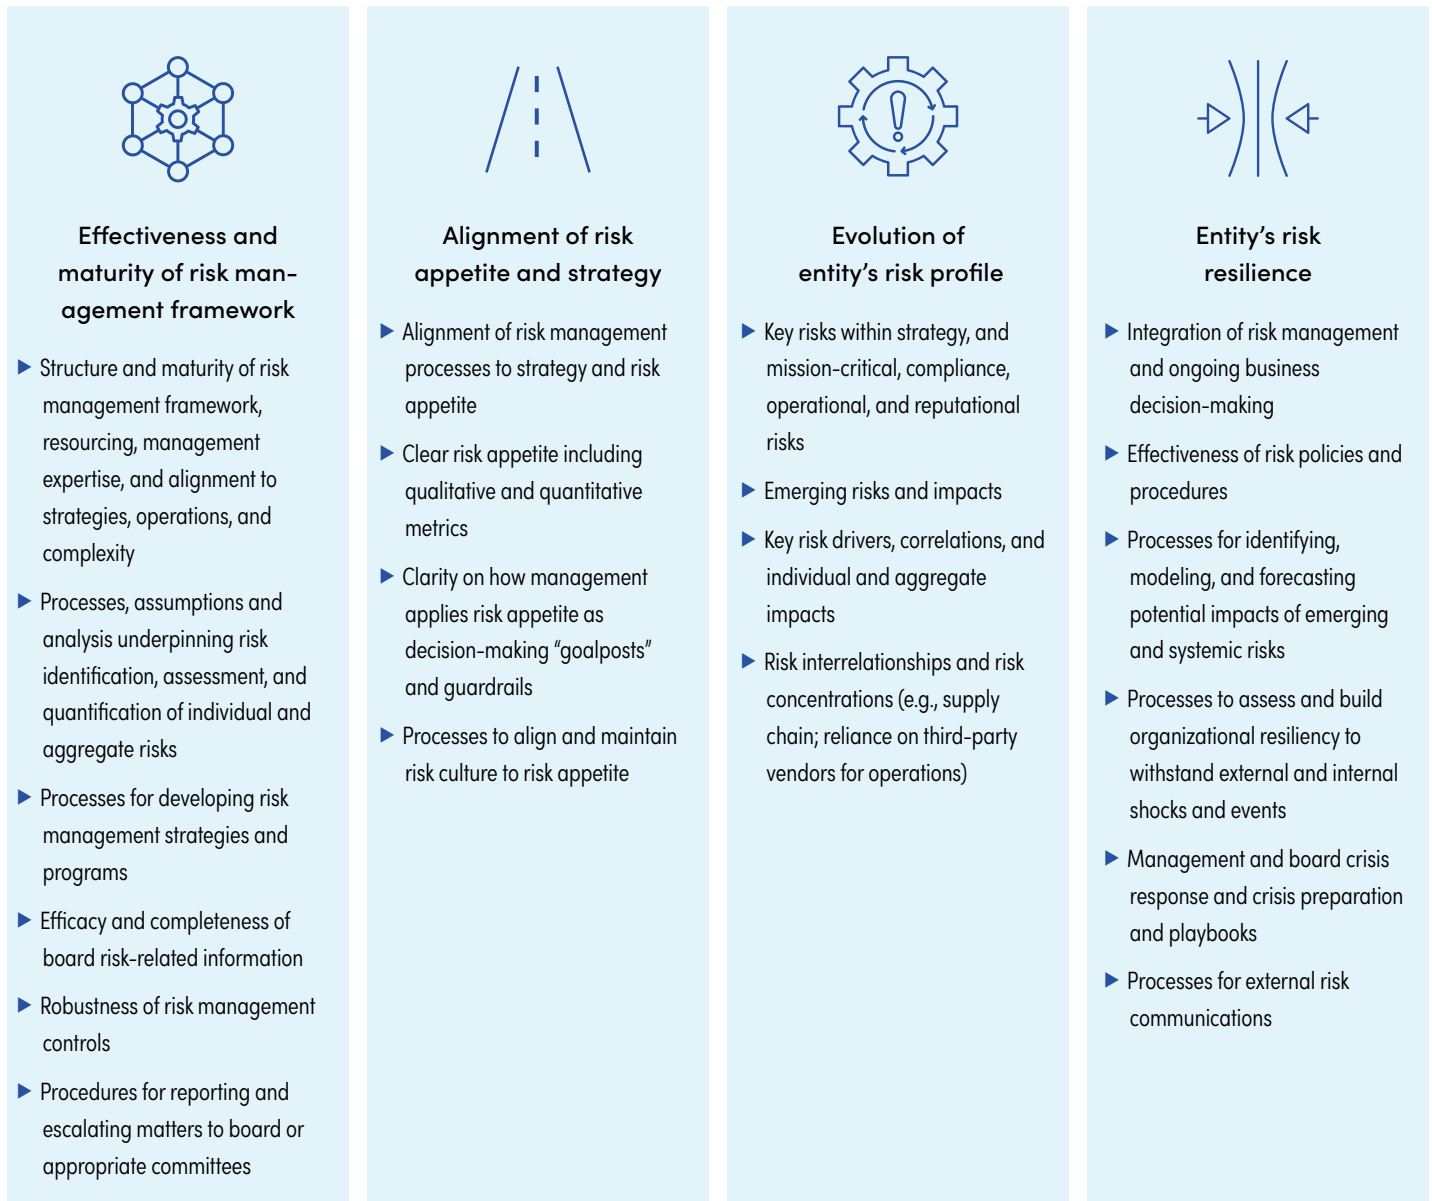 Effectiveness and
maturity of risk man-
agement framework
▶ Structure and maturity of risk
management framework,
resourcing, management
expertise, and alignment to
strategies, operations, and
complexity
▶ Processes, assumptions and
analysis underpinning risk
identification, assessment, and
quantification of individual and
aggregate risks
▶ Processes for developing risk
management strategies and
programs
▶ Efficacy and completeness of
board risk-related information
▶ Robustness of risk management
controls
▶ Procedures for reporting and
escalating matters to board or
appropriate committees
Alignment of risk
appetite and strategy
▶ Alignment of risk management
processes to strategy and risk
appetite
▶ Clear risk appetite including
qualitative and quantitative
metrics
▶ Clarity on how management
applies risk appetite as
decision-making “goalposts”
and guardrails
▶ Processes to align and maintain
risk culture to risk appetite
Evolution of
entity’s risk profile
▶ Key risks within strategy, and
mission-critical, compliance,
operational, and reputational
risks
▶ Emerging risks and impacts
▶ Key risk drivers, correlations, and
individual and aggregate
impacts
▶ Risk interrelationships and risk
concentrations (e.g., supply
chain; reliance on third-party
vendors for operations)
Entity’s risk
resilience
▶ Integration of risk management
and ongoing business
decision-making
▶ Effectiveness of risk policies and
procedures
▶ Processes for identifying,
modeling, and forecasting
potential impacts of emerging
and systemic risks
▶ Processes to assess and build
organizational resiliency to
withstand external and internal
shocks and events
▶ Management and board crisis
response and crisis preparation
and playbooks
▶ Processes for external risk
communications